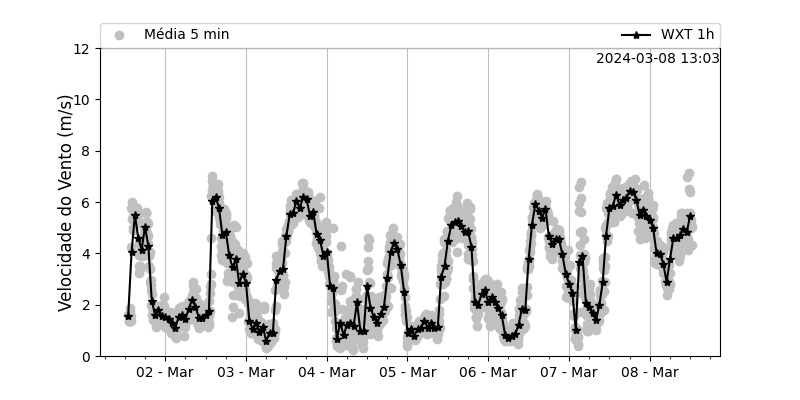 Média 5 min
WXT 1h
2024-03-08 13:03
Velocidade do Vento (m/s)
12
10
8
6
4
2
0
02 - Mar 03 - Mar 04 - Mar 05 - Mar 06 - Mar 07 - Mar 08 - Mar